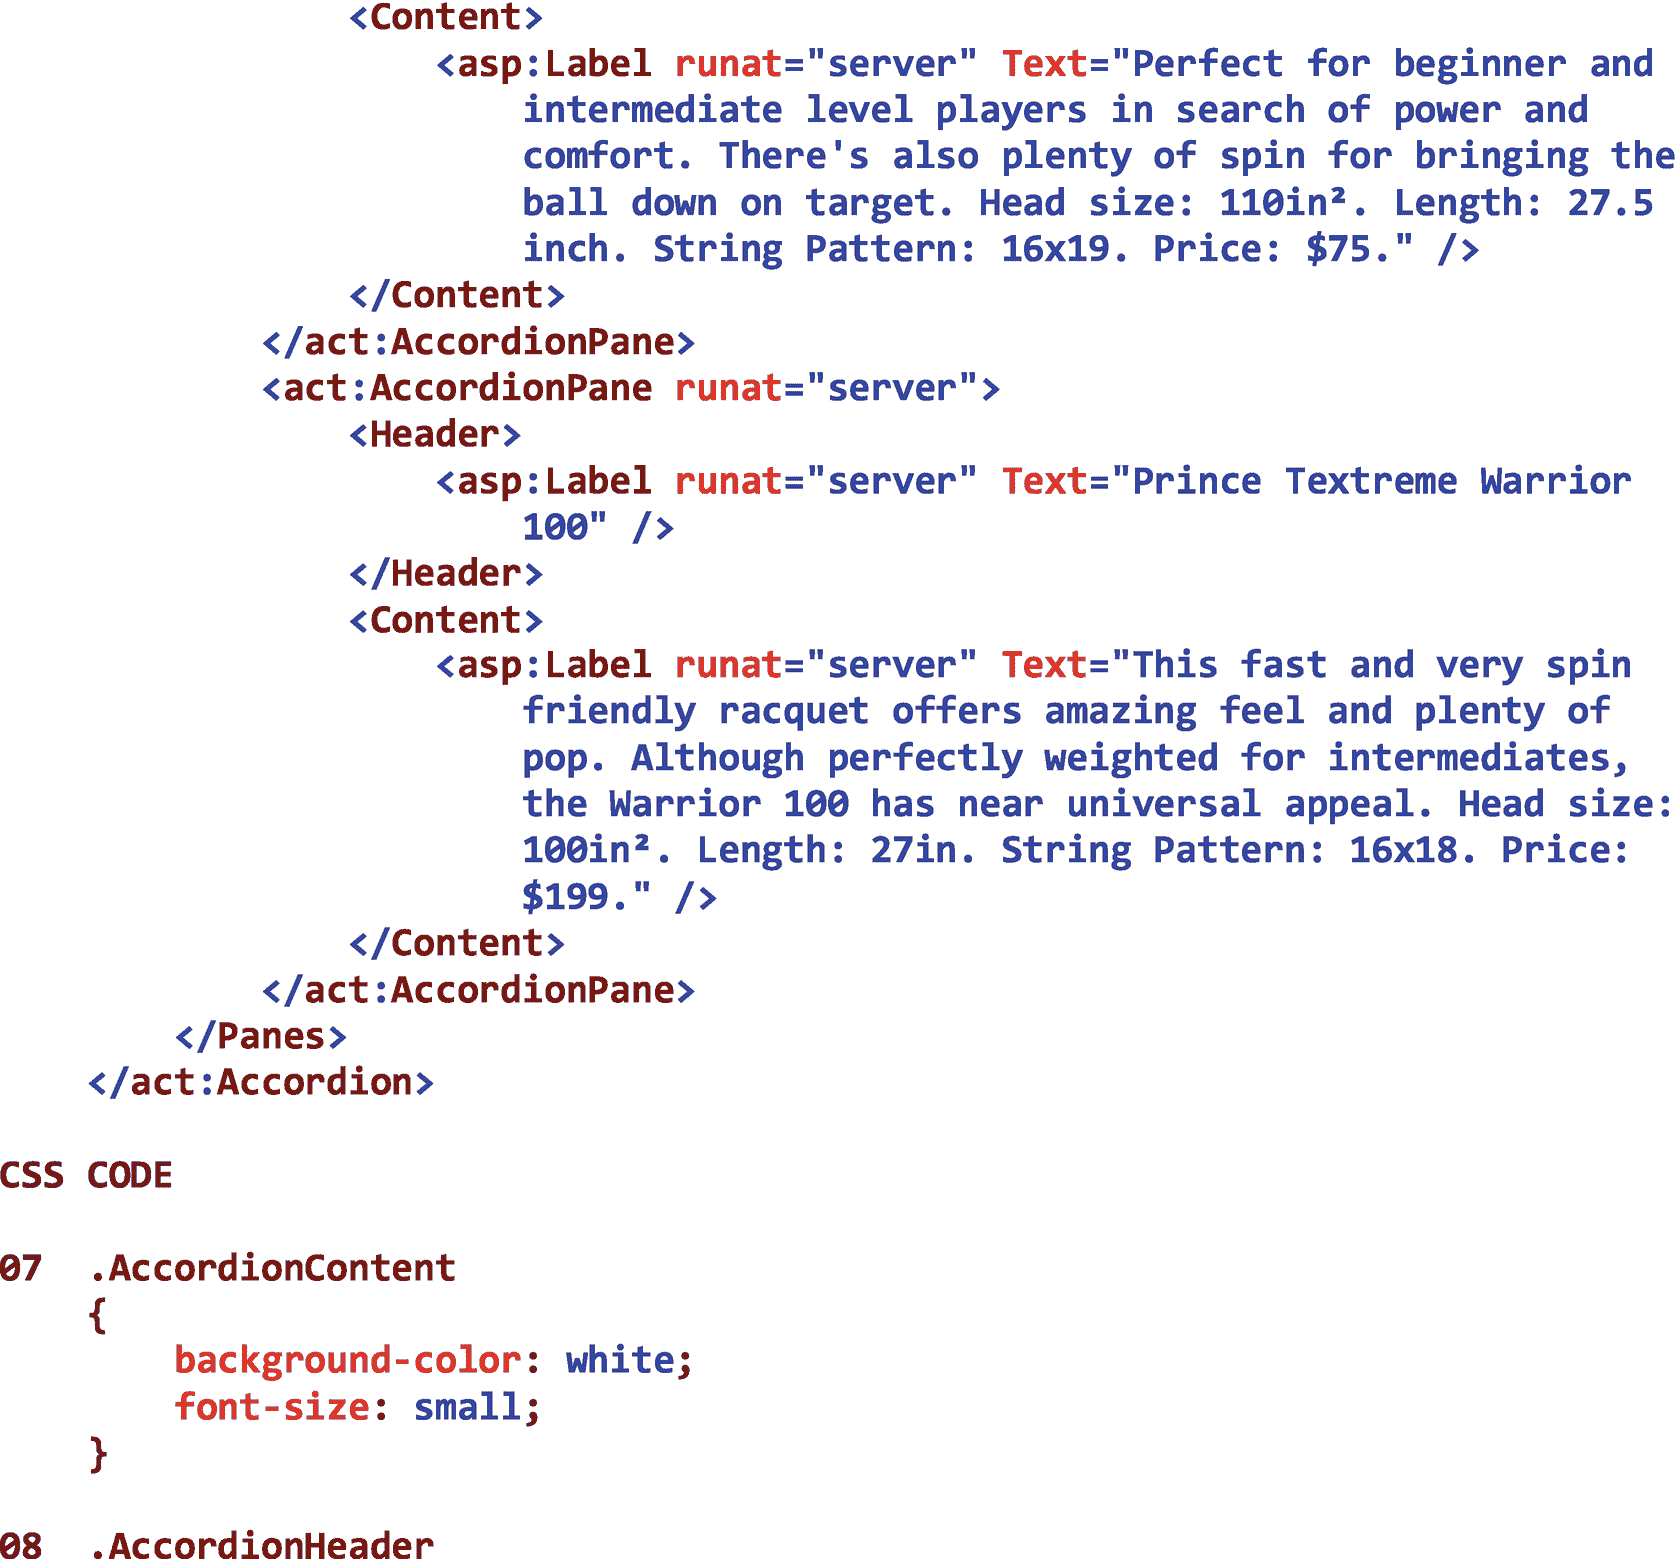 <Content>
<asp:Label runat="server" Text="Perfect for beginner and
intermediate level players in search of power and
comfort. There's also plenty of spin for bringing the
ball down on target. Head size: 110in². Length: 27.5
inch. String Pattern: 16x19. Price: $75." />
</Content>
</act:AccordionPane>
<act:AccordionPane runat="server">
<Header>
<asp:Label runat="server" Text="Prince Textreme Warrior
100" />
</Header>
<Content>
<asp:Label runat="server" Text="This fast and very spin
friendly racquet offers amazing feel and plenty of
pop. Although perfectly weighted for intermediates,
the Warrior 100 has near universal appeal. Head size:
100in². Length: 27in. String Pattern: 16x18. Price:
$199." />
</Content>
</act:AccordionPane>
</Panes>
</act:Accordion>
CSS CODE
07 .AccordionContent
{
background-color: white;
font-size: small;
}
08 .AccordionHeader